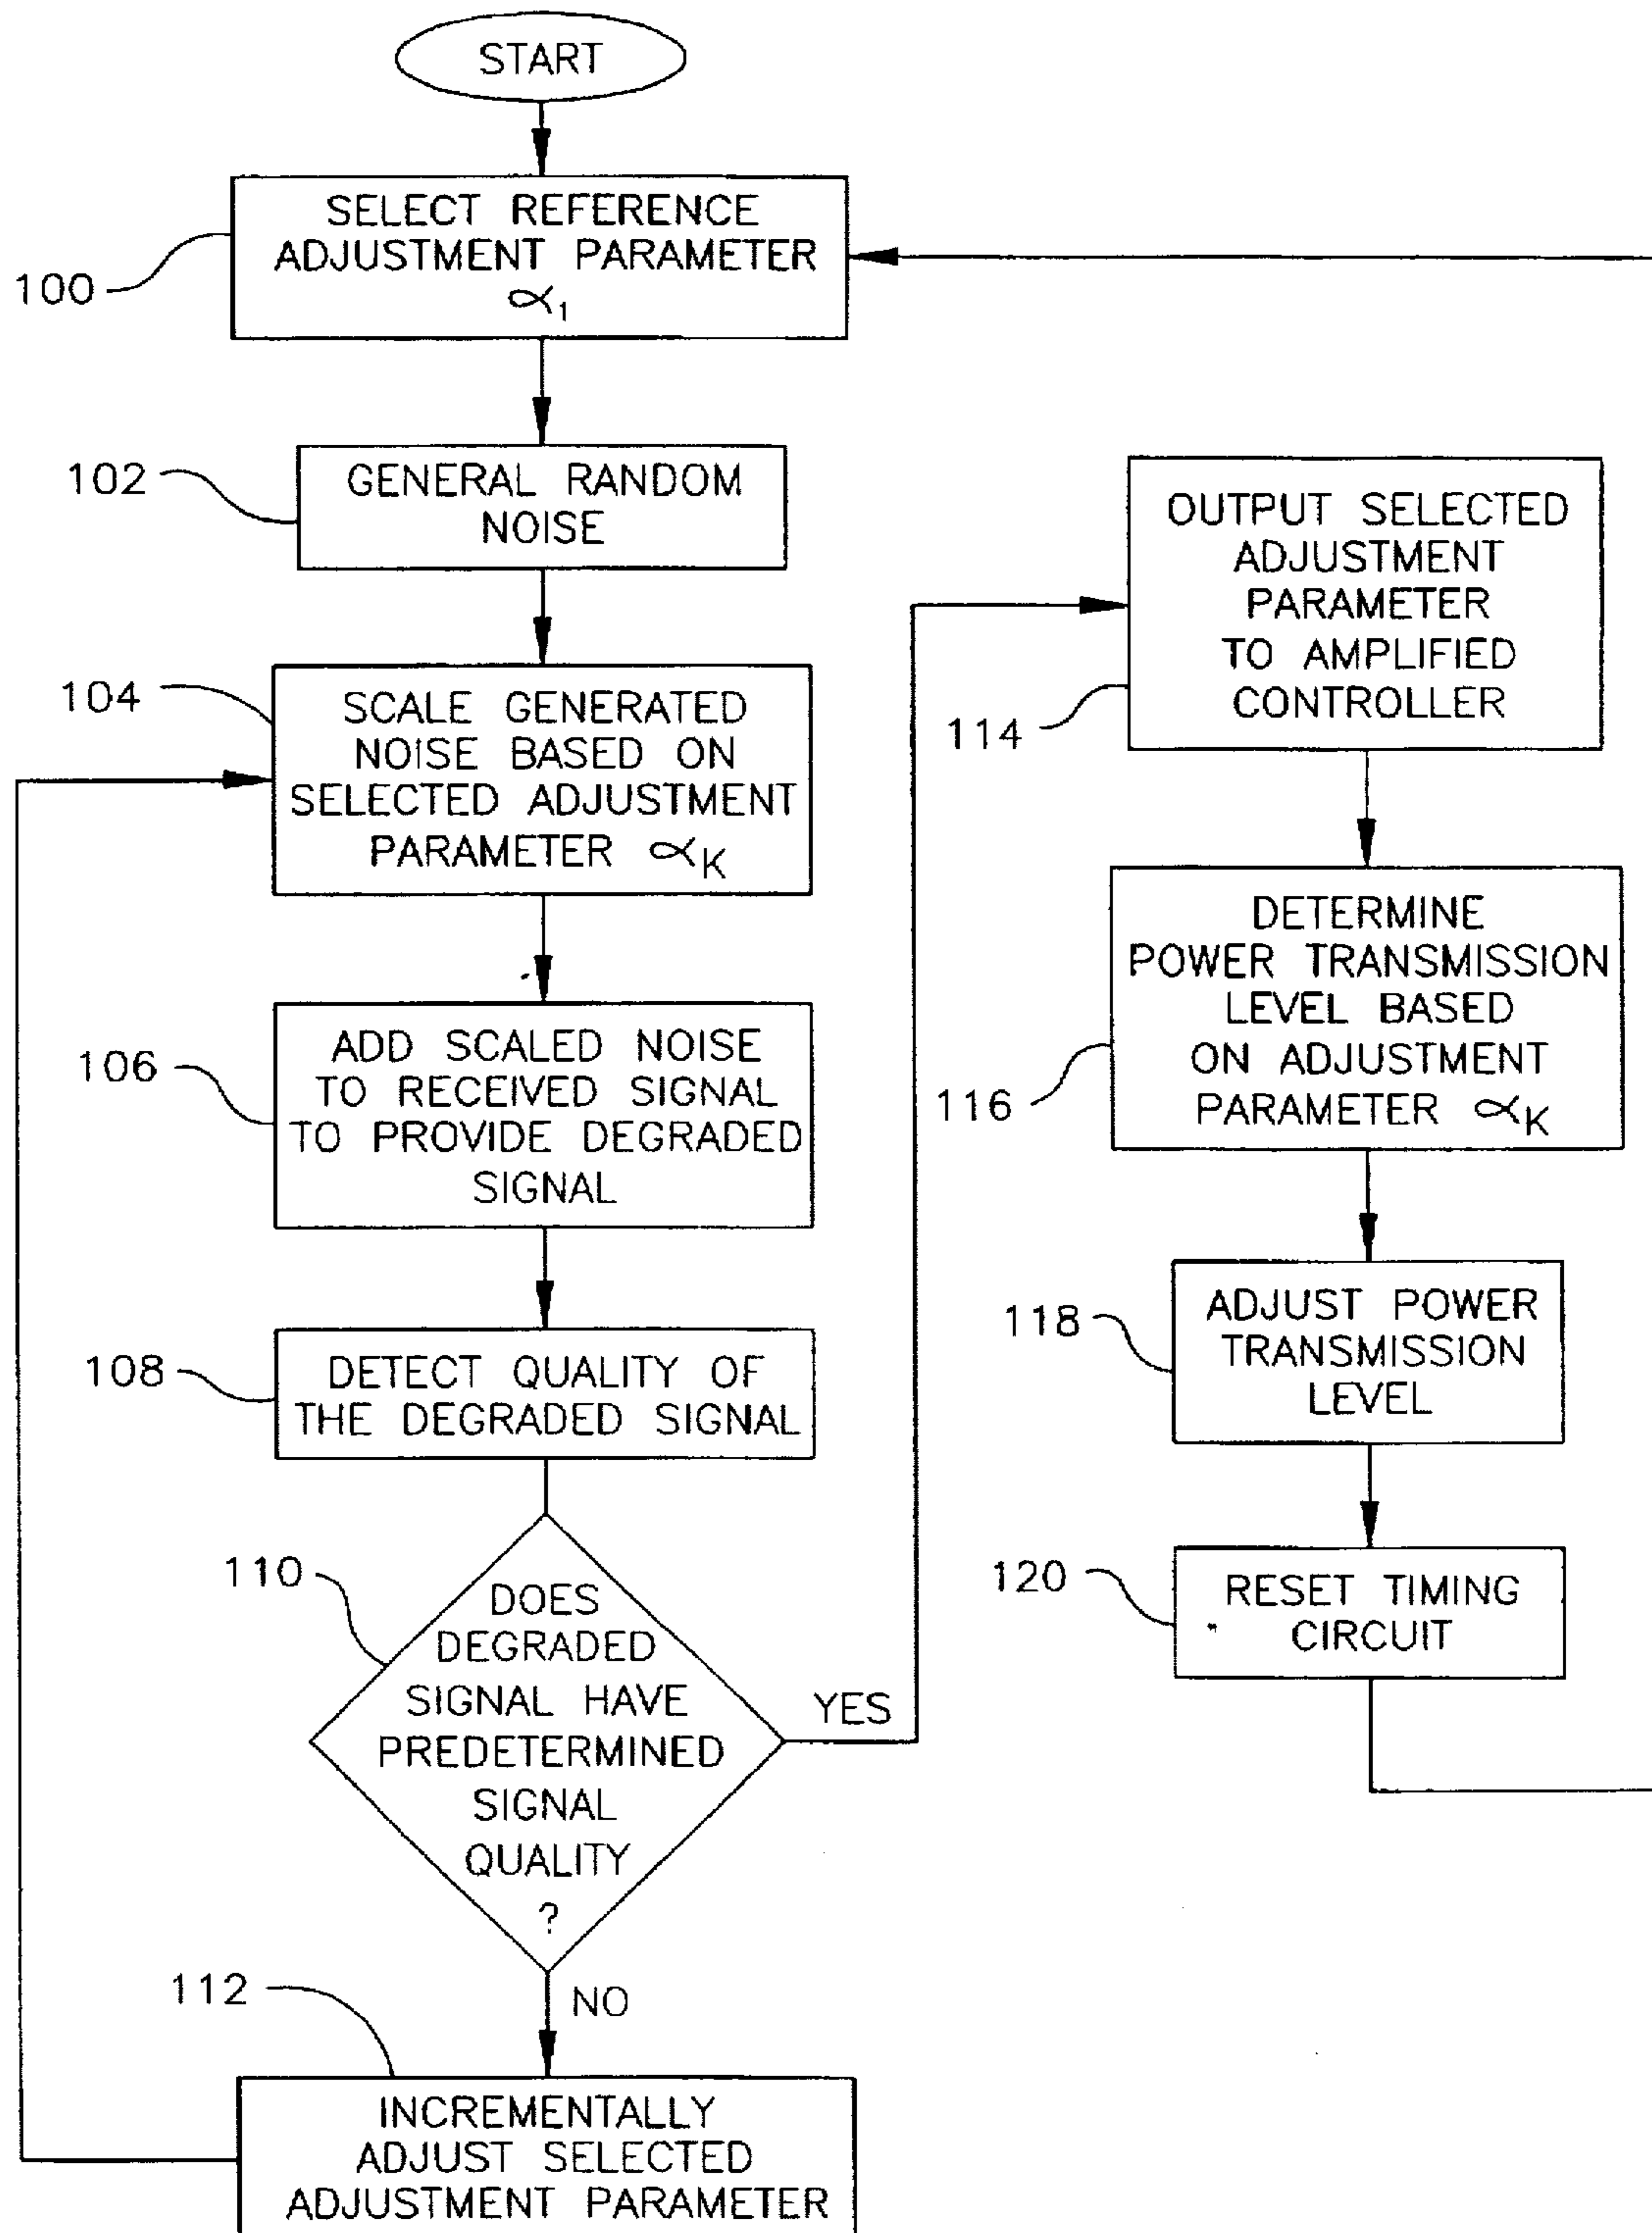 START
SELECT REFERENCE
ADJUSTMENT PARAMETER
α₁
100
GENERAL RANDOM
NOISE
102
SCALE GENERATED
NOISE BASED ON
SELECTED ADJUSTMENT
PARAMETER αK
104
ADD SCALED NOISE
TO RECEIVED SIGNAL
TO PROVIDE DEGRADED
SIGNAL
106
DETECT QUALITY OF
THE DEGRADED SIGNAL
108
DOES
DEGRADED
SIGNAL HAVE
PREDETERMINED
SIGNAL
QUALITY
?
110
YES
NO
INCREMENTALLY
ADJUST SELECTED
ADJUSTMENT PARAMETER
112
OUTPUT SELECTED
ADJUSTMENT
PARAMETER
TO AMPLIFIED
CONTROLLER
114
DETERMINE
POWER TRANSMISSION
LEVEL BASED
ON ADJUSTMENT
PARAMETER αK
116
ADJUST POWER
TRANSMISSION
LEVEL
118
RESET TIMING
CIRCUIT
120